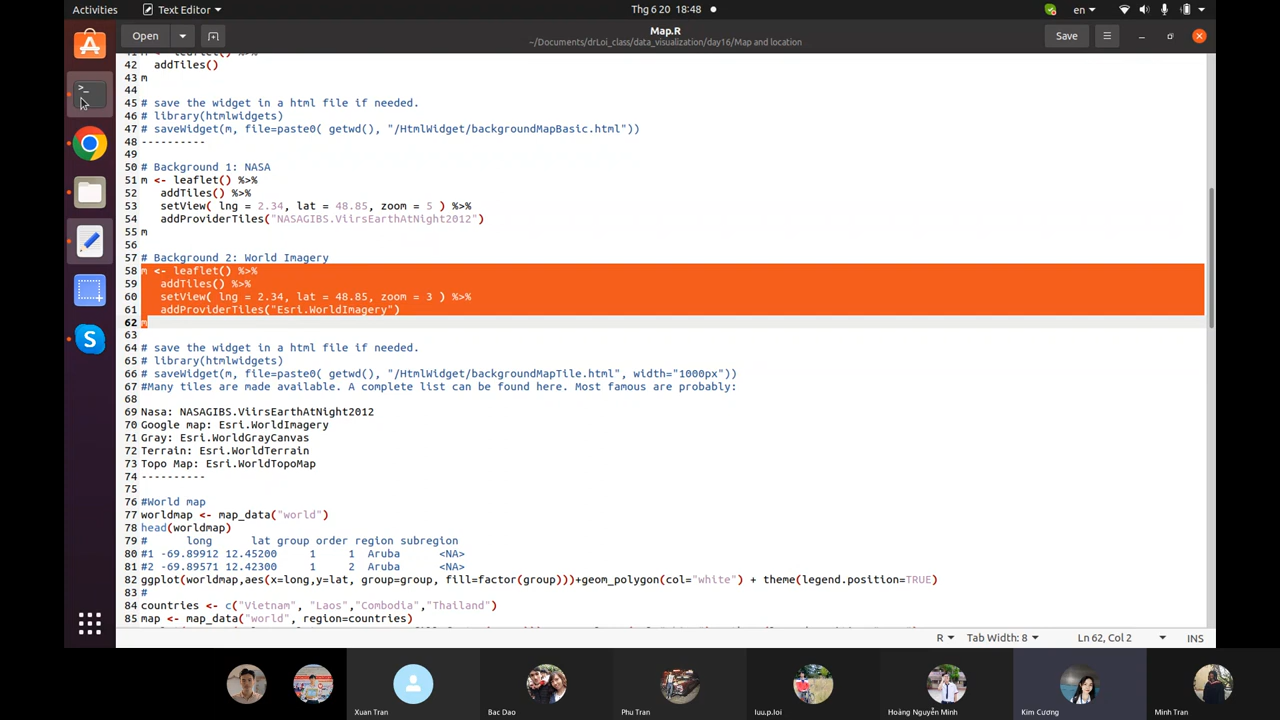 Activities
Text Editor
Thg 6 20 18:48
en
Open
Map.R
~/Documents/drLoi_class/data_visualization/day16/Map and location
Save
42 addTiles()
43 m
44
45 # save the widget in a html file if needed.
46 # library(htmlwidgets)
47 # saveWidget(m, file=paste0( getwd(), "/HtmlWidget/backgroundMapBasic.html"))
48 ----------
49
50 # Background 1: NASA
51 m <- leaflet() %>%
52 addTiles() %>%
53 setView( lng = 2.34, lat = 48.85, zoom = 5 ) %>%
54 addProviderTiles("NASAGIBS.ViirsEarthAtNight2012")
55 m
56
57 # Background 2: World Imagery
58 m <- leaflet() %>%
59 addTiles() %>%
60 setView( lng = 2.34, lat = 48.85, zoom = 3 ) %>%
61 addProviderTiles("Esri.WorldImagery")
62 m
63
64 # save the widget in a html file if needed.
65 # library(htmlwidgets)
66 # saveWidget(m, file=paste0( getwd(), "/HtmlWidget/backgroundMapTile.html", width="1000px"))
67 #Many tiles are made available. A complete list can be found here. Most famous are probably:
68
69 Nasa: NASAGIBS.ViirsEarthAtNight2012
70 Google map: Esri.WorldImagery
71 Gray: Esri.WorldGrayCanvas
72 Terrain: Esri.WorldTerrain
73 Topo Map: Esri.WorldTopoMap
74 ----------
75
76 #World map
77 worldmap <- map_data("world")
78 head(worldmap)
79 # long lat group order region subregion
80 #1 -69.89912 12.45200 1 1 Aruba <NA>
81 #2 -69.89571 12.42300 1 2 Aruba <NA>
82 ggplot(worldmap,aes(x=long,y=lat, group=group, fill=factor(group)))+geom_polygon(col="white") + theme(legend.position=TRUE)
83 #
84 countries <- c("Vietnam", "Laos","Combodia","Thailand")
85 map <- map_data("world", region=countries)
R
Tab Width: 8
Ln 62, Col 2
INS
Xuan Tran
Bac Dao
Phu Tran
luu.p.loi
Hoàng Nguyễn Minh
Kim Cương
Minh Tran